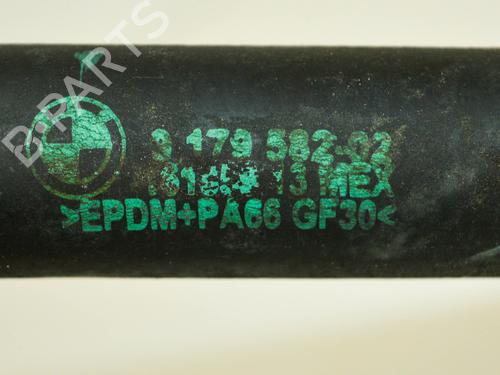 B-PARTS
9 179 582-02
13 MEX
>EPDM+PA66 GF30<